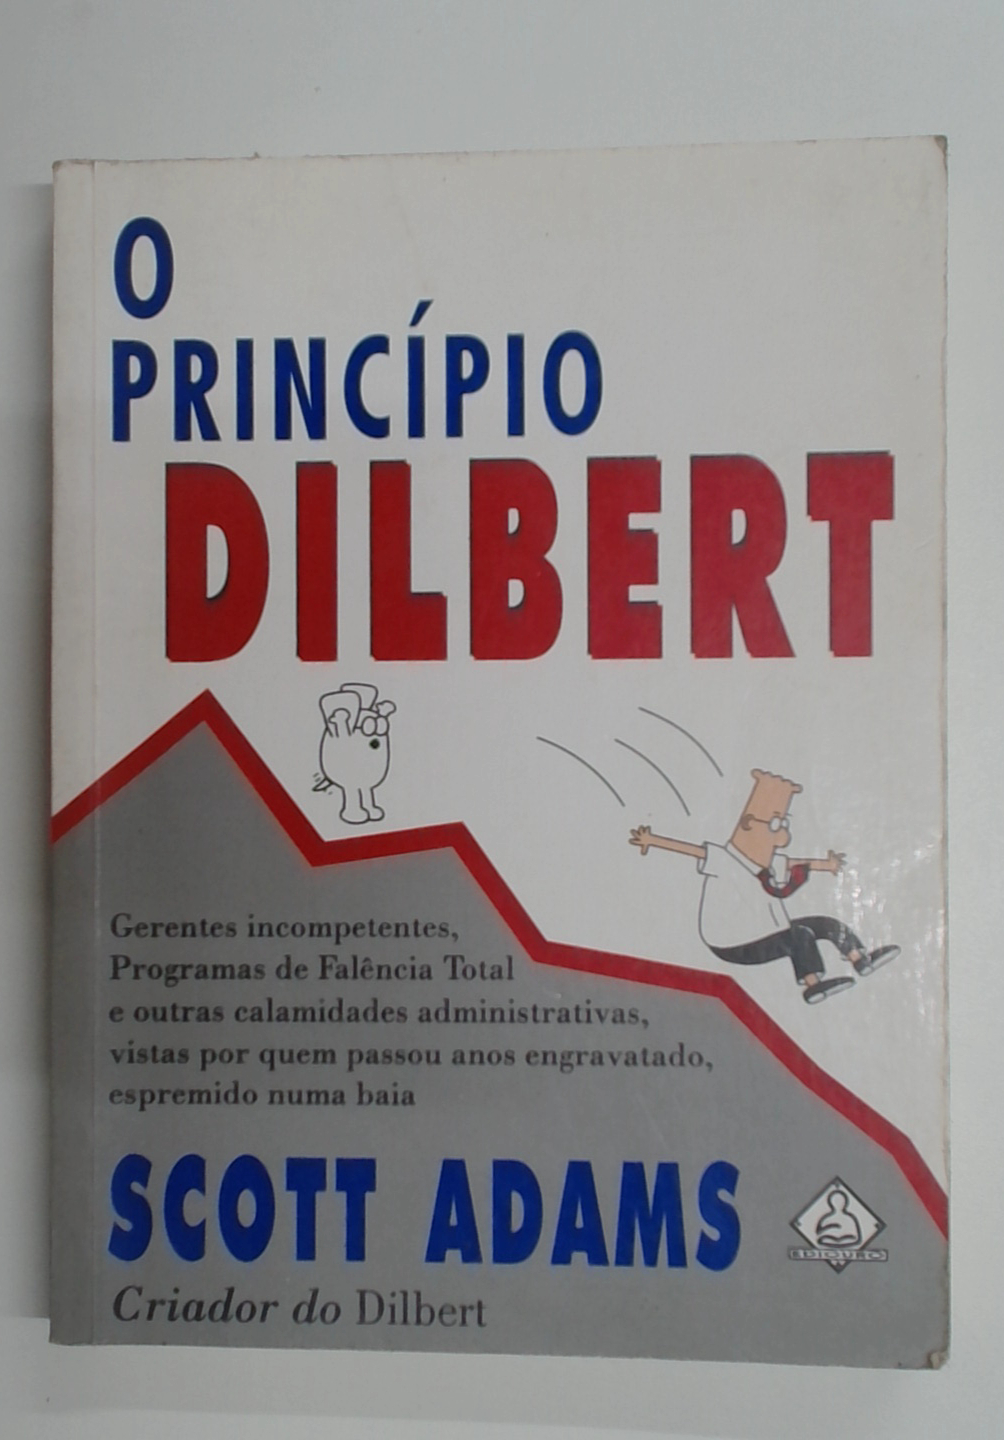 O
PRINCÍPIO
DILBERT
Gerentes incompetentes,
Programas de Falência Total
e outras calamidades administrativas,
vistas por quem passou anos engravatado,
espremido numa baia
SCOTT ADAMS
EDIOURO
Criador do Dilbert